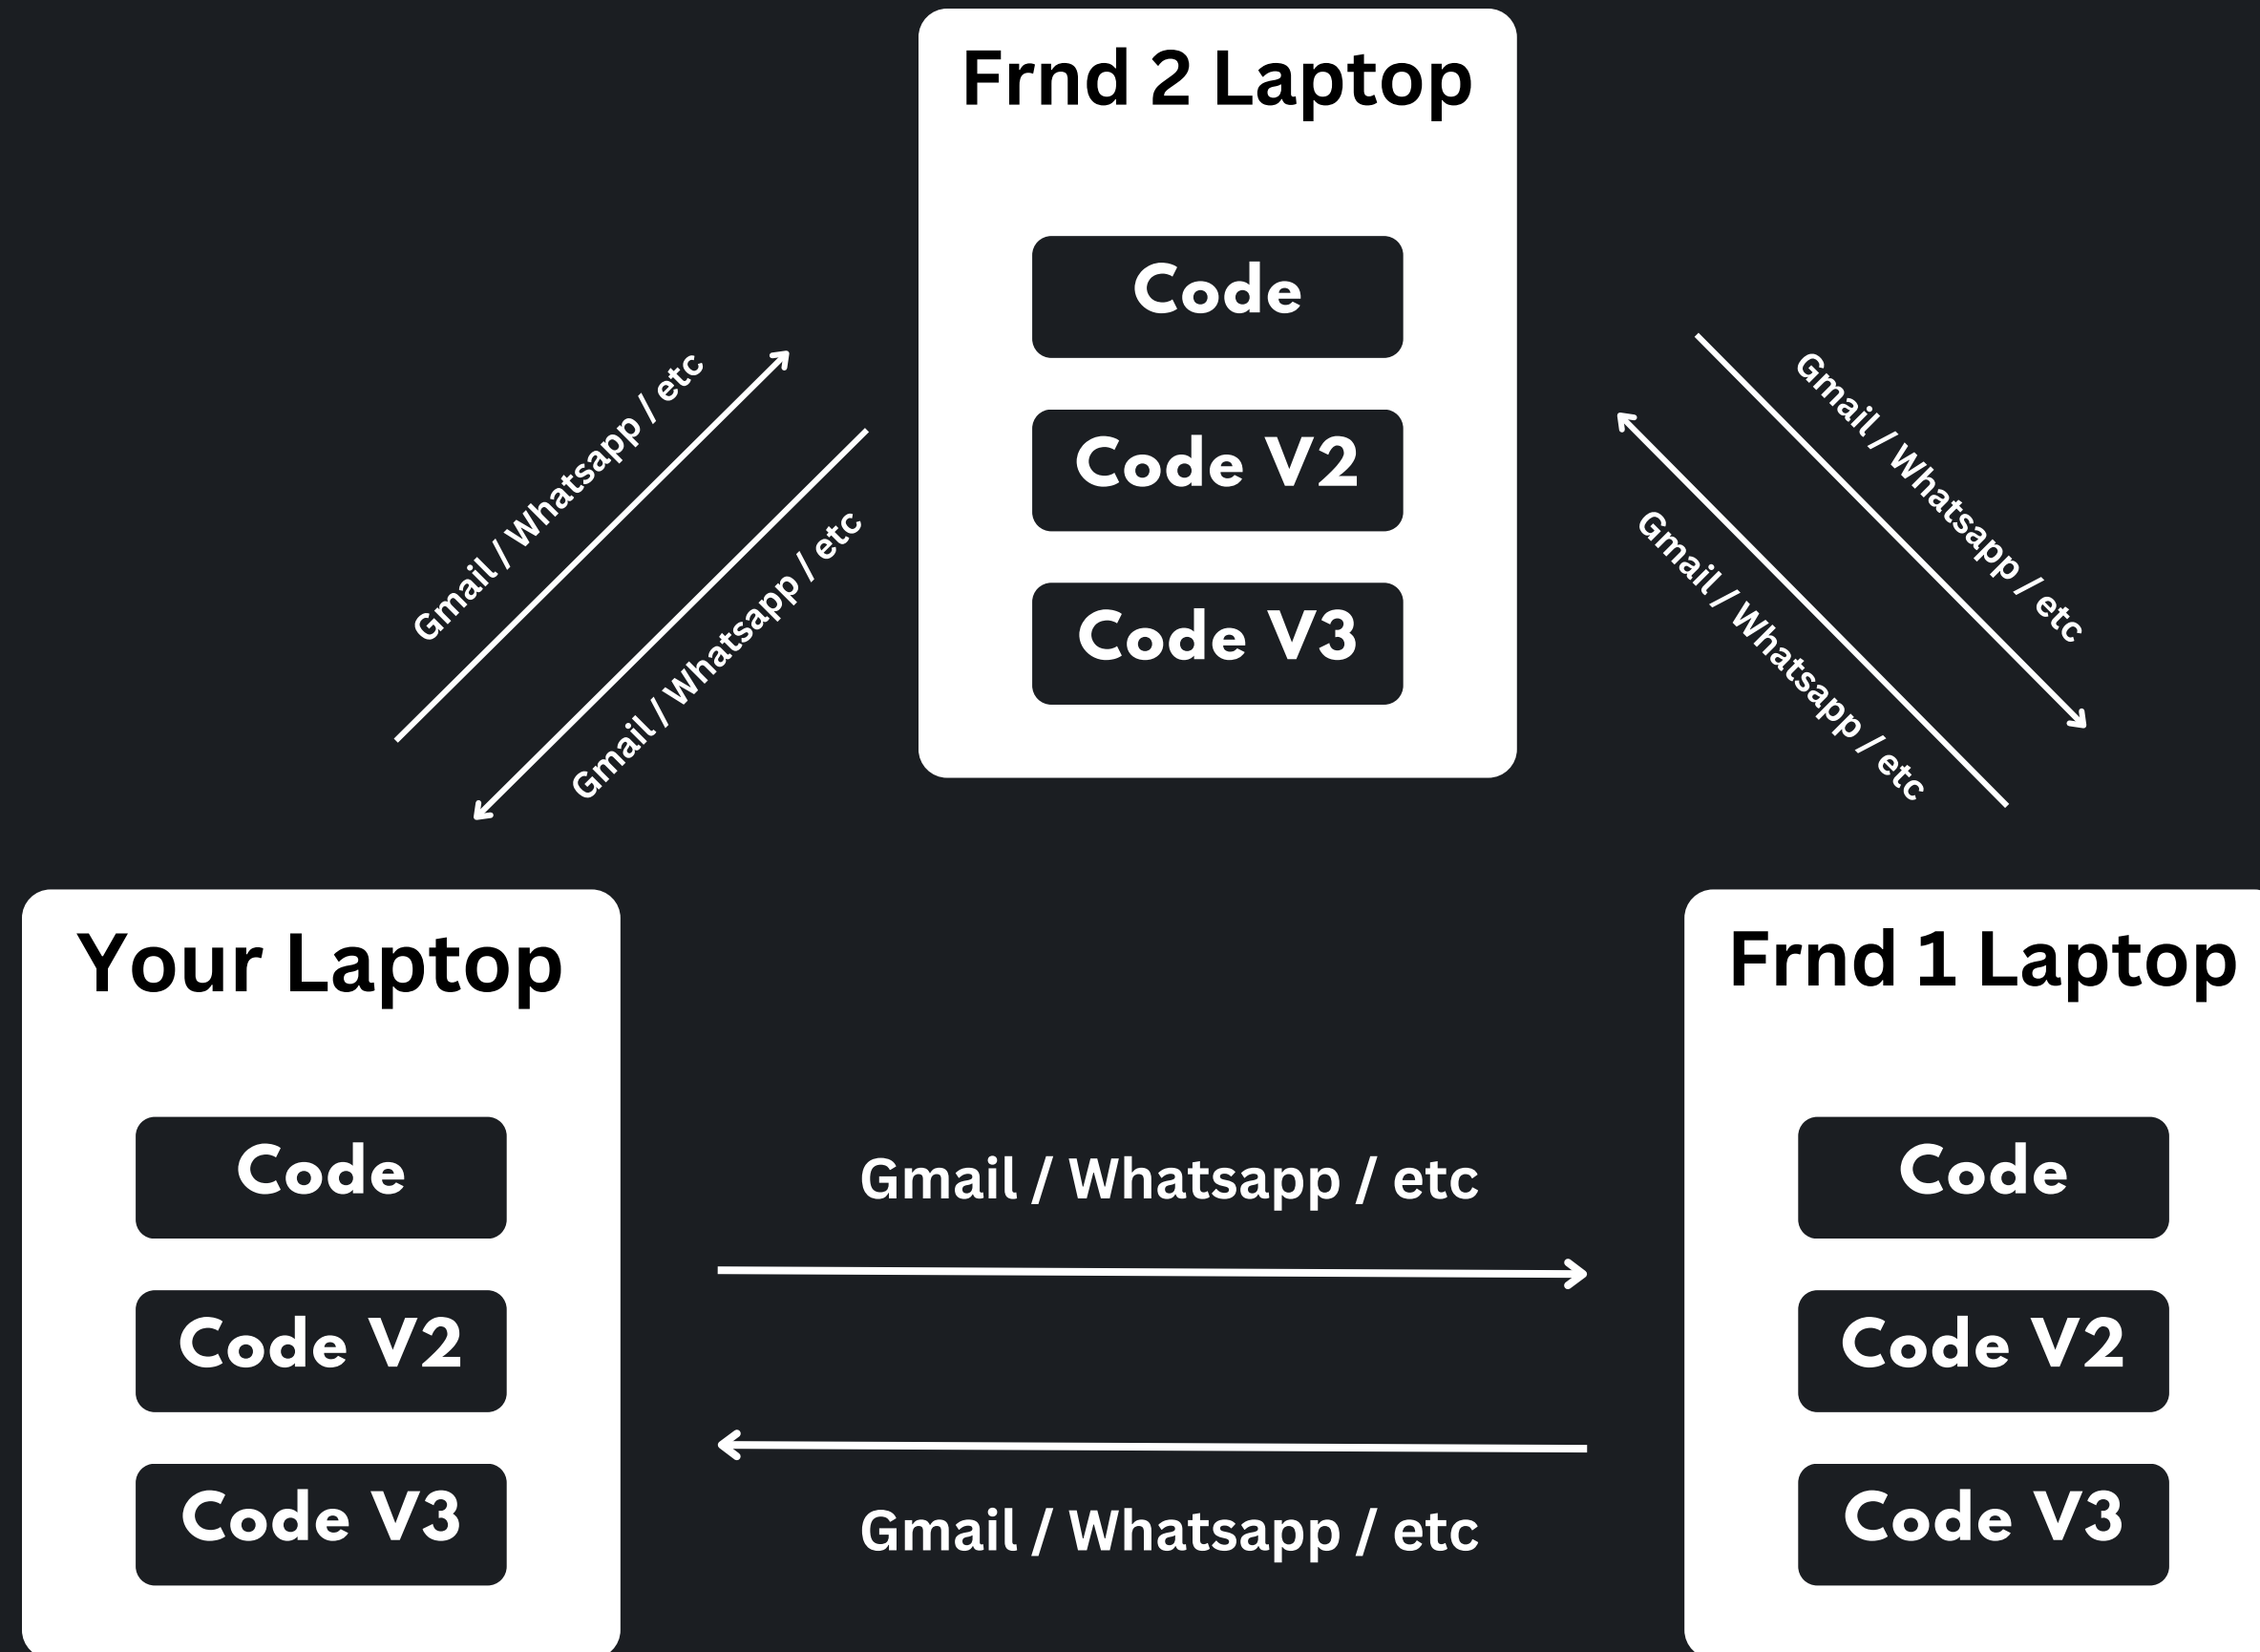 Frnd 2 Laptop
Code
Code V2
Code V3
Gmail / Whatsapp / etc
Gmail / Whatsapp / etc
Gmail / Whatsapp / etc
Gmail / Whatsapp / etc
Your Laptop
Code
Code V2
Code V3
Gmail / Whatsapp / etc
Gmail / Whatsapp / etc
Frnd 1 Laptop
Code
Code V2
Code V3